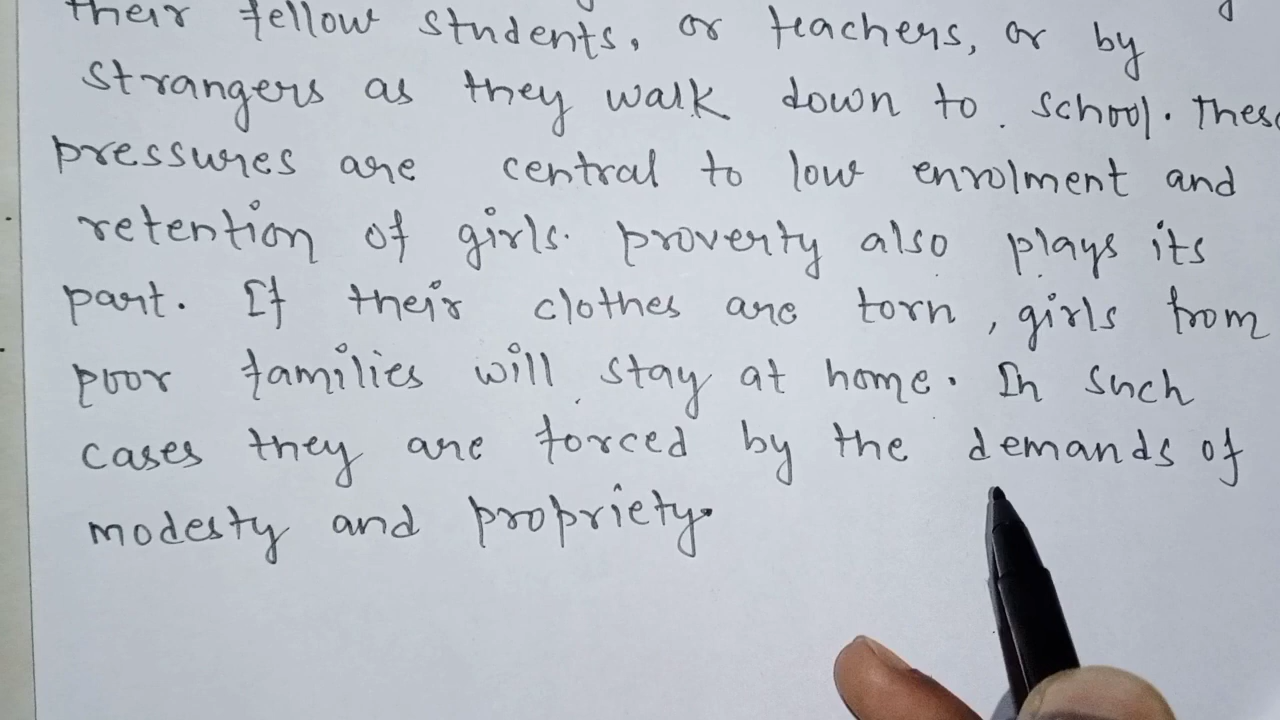 their fellow students, or teachers, or by
strangers as they walk down to school. These
pressures are central to low enrolment and
retention of girls. proverty also plays its
part. If their clothes are torn, girls from
poor families will stay at home. In such
cases they are forced by the demands of
modesty and propriety.